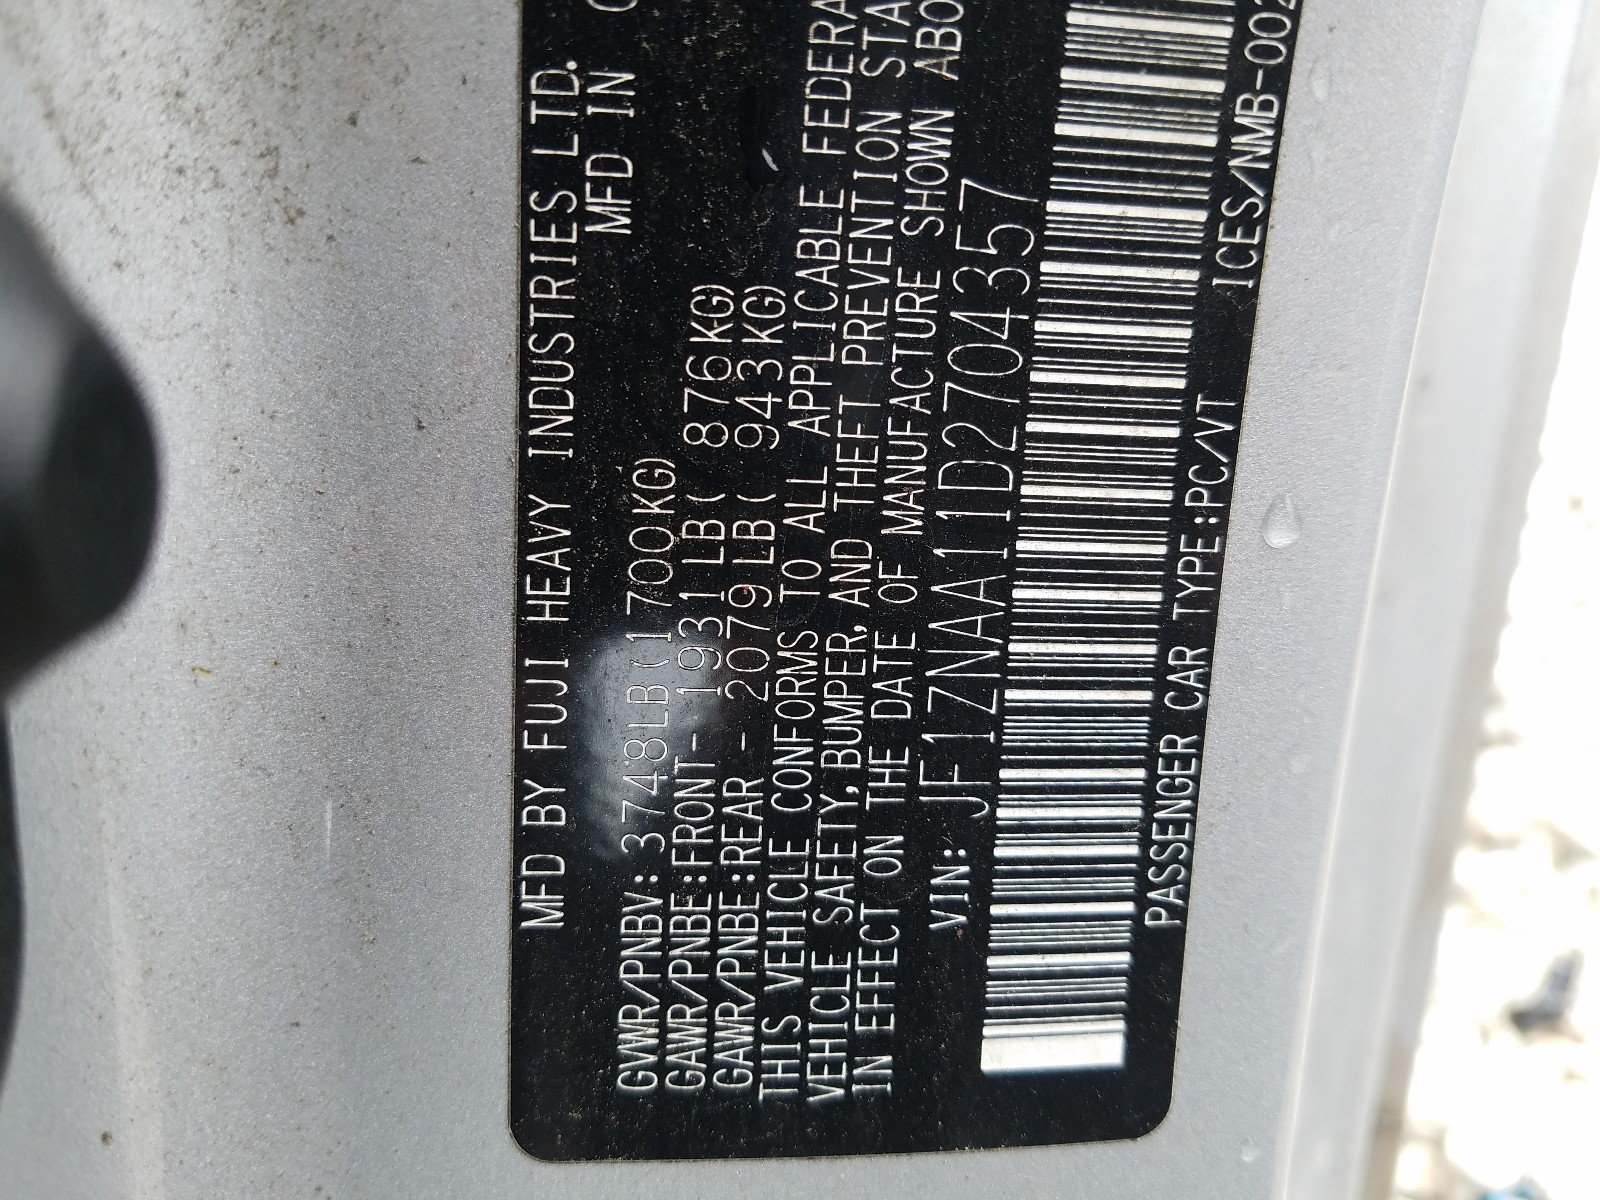 MFD BY FUJI HEAVY INDUSTRIES LTD.
MFD IN
GVWR/PNBV: 3748LB(1700KG)
GAWR/PNBE:FRONT- 1931LB( 876KG)
GAWR/PNBE:REAR - 2079LB( 943KG)
THIS VEHICLE CONFORMS TO ALL APPLICABLE FEDERA
VEHICLE SAFETY,BUMPER, AND THEFT PREVENTION STA
IN EFFECT ON THE DATE OF MANUFACTURE SHOWN ABO
VIN: JF1ZNAA11D2704357
PASSENGER CAR TYPE:PC/VT ICES/NMB-002